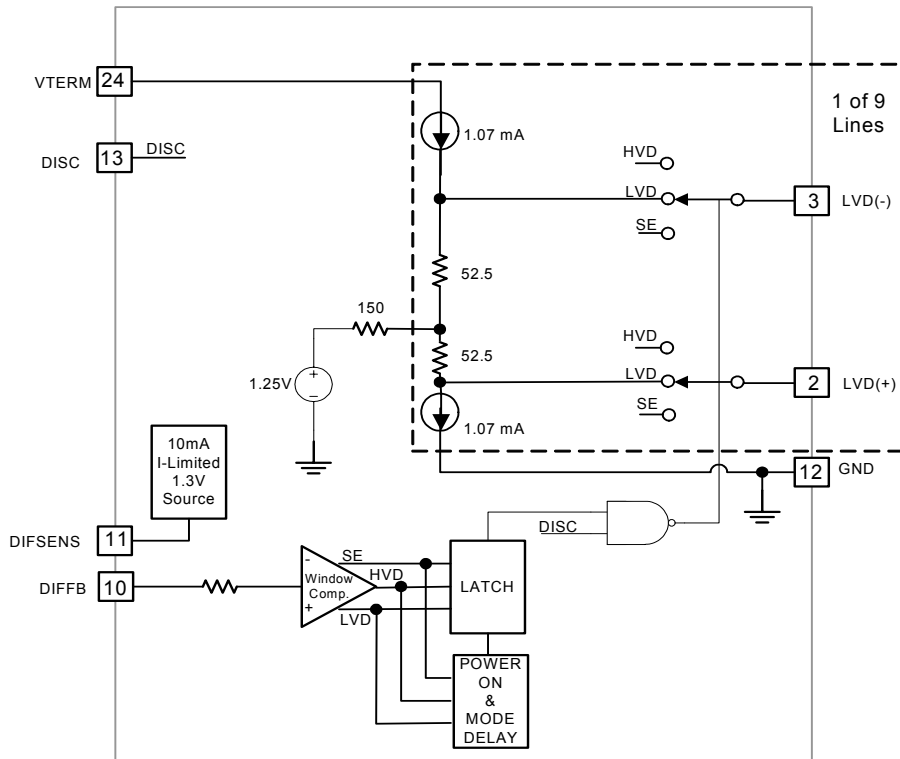 VTERM
24
1.07 mA
1 of 9
Lines
DISC
13
DISC
HVD
LVD
SE
3
LVD(-)
52.5
150
HVD
52.5
1.25V
+
−
LVD
SE
2
LVD(+)
1.07 mA
10mA
I-Limited
1.3V
Source
12
GND
DIFSENS
11
DISC
DIFFB
10
-
Window
Comp.
+
SE
HVD
LVD
LATCH
POWER
ON
&
MODE
DELAY